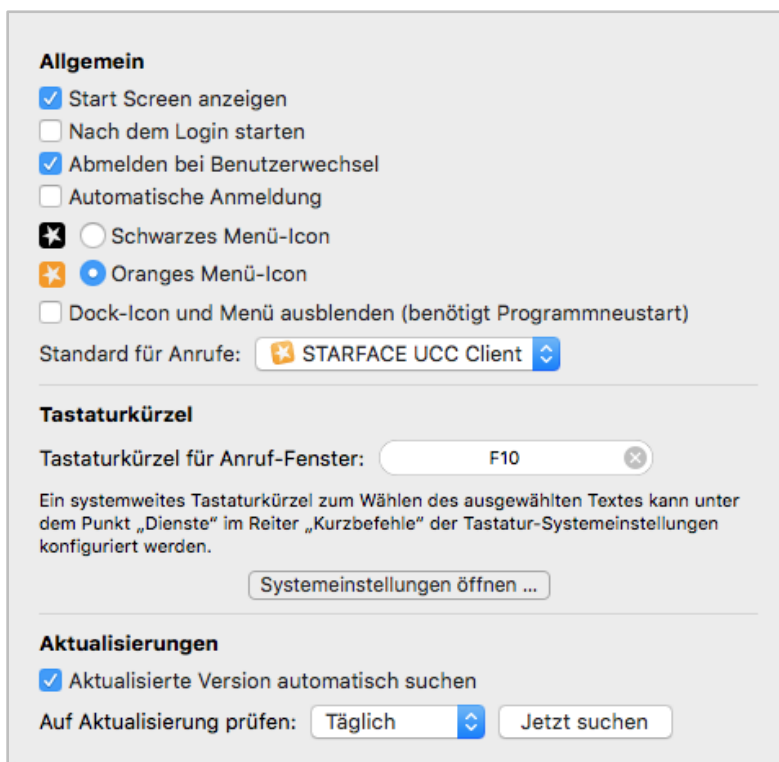 Allgemein
Start Screen anzeigen
Nach dem Login starten
Abmelden bei Benutzerwechsel
Automatische Anmeldung
Schwarzes Menü-Icon
Oranges Menü-Icon
Dock-Icon und Menü ausblenden (benötigt Programmneustart)
Standard für Anrufe: STARFACE UCC Client
Tastaturkürzel
Tastaturkürzel für Anruf-Fenster: F10
Ein systemweites Tastaturkürzel zum Wählen des ausgewählten Textes kann unter
dem Punkt „Dienste“ im Reiter „Kurzbefehle“ der Tastatur-Systemeinstellungen
konfiguriert werden.
Systemeinstellungen öffnen ...
Aktualisierungen
Aktualisierte Version automatisch suchen
Auf Aktualisierung prüfen: Täglich Jetzt suchen